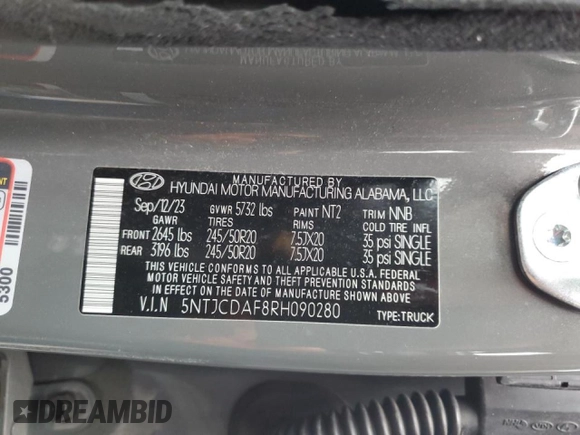 MANUFACTURED BY
HYUNDAI MOTOR MANUFACTURING ALABAMA, LLC
Sep/12/23 GVWR 5732 lbs PAINT NT2 TRIM NNB
GAWR TIRES RIMS COLD TIRE INFL
FRONT 2645 lbs 245/50R20 7.5JX20 35 psi SINGLE
REAR 3196 lbs 245/50R20 7.5JX20 35 psi SINGLE
THIS VEHICLE CONFORMS TO ALL APPLICABLE U.S.A. FEDERAL
MOTOR VEHICLE SAFETY AND THEFT PREVENTION STANDARDS
IN EFFECT ON THE DATE OF MANUFACTURE SHOWN ABOVE.
V.I.N 5NTJCDAF8RH090280
TYPE:TRUCK
5300
DREAMBID